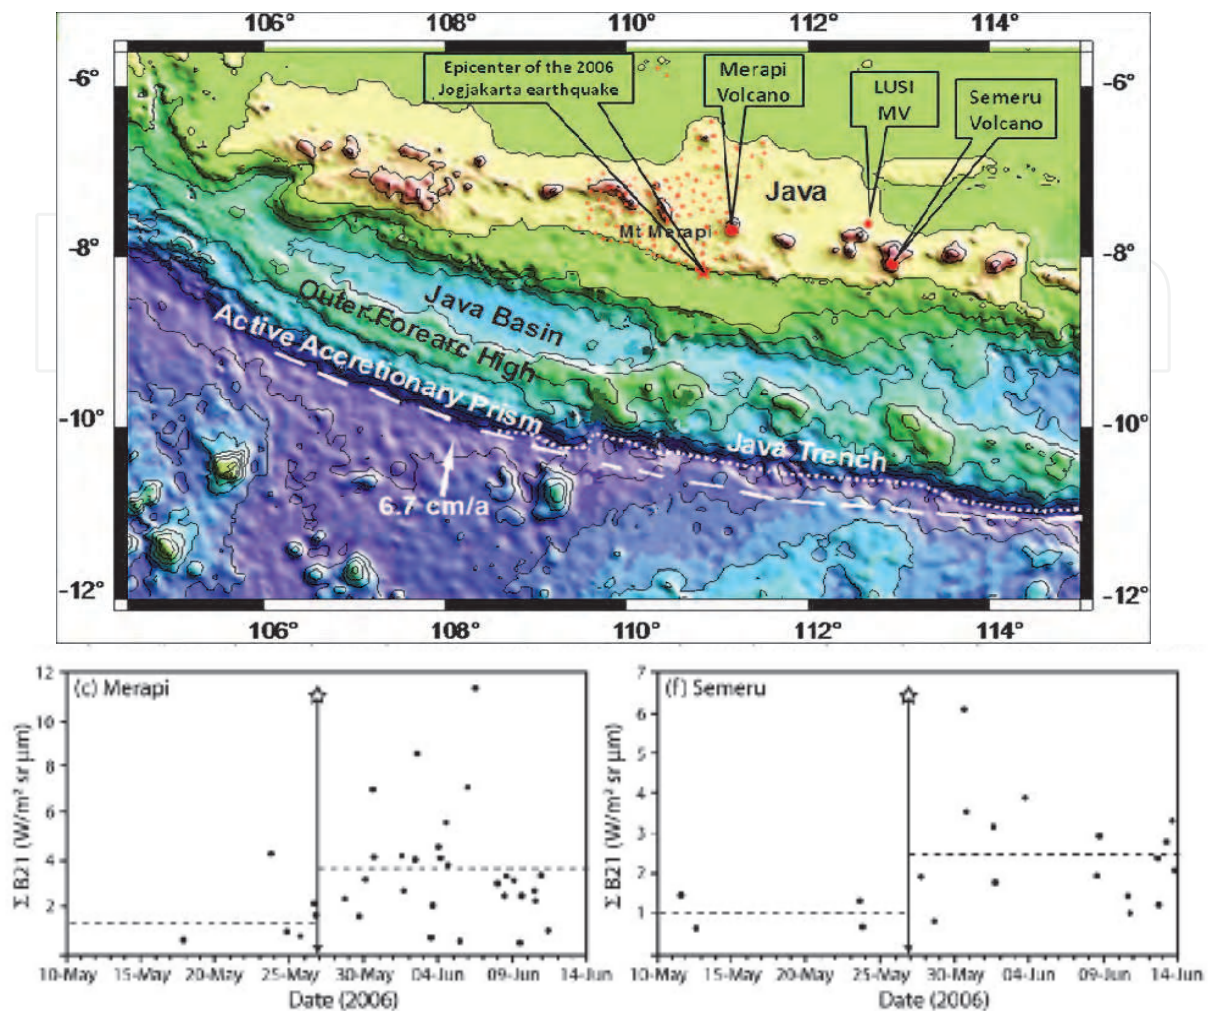 106° 108° 110° 112° 114°
-6° -6°
Epicenter of the 2006
Jogjakarta earthquake
Merapi
Volcano
LUSI
MV
Semeru
Volcano
Java
Mt Merapi
-8° -8°
Java Basin
Outer Forearc High
Active Accretionary Prism
-10° -10°
Java Trench
6.7 cm/a
-12° -12°
106° 108° 110° 112° 114°
(c) Merapi
12
10
8
6
4
2
Σ B21 (W/m² sr μm)
10-May 15-May 20-May 25-May 30-May 04-Jun 09-Jun 14-Jun
Date (2006)
(f) Semeru
7
6
5
4
3
2
1
Σ B21 (W/m² sr μm)
10-May 15-May 20-May 25-May 30-May 04-Jun 09-Jun 14-Jun
Date (2006)